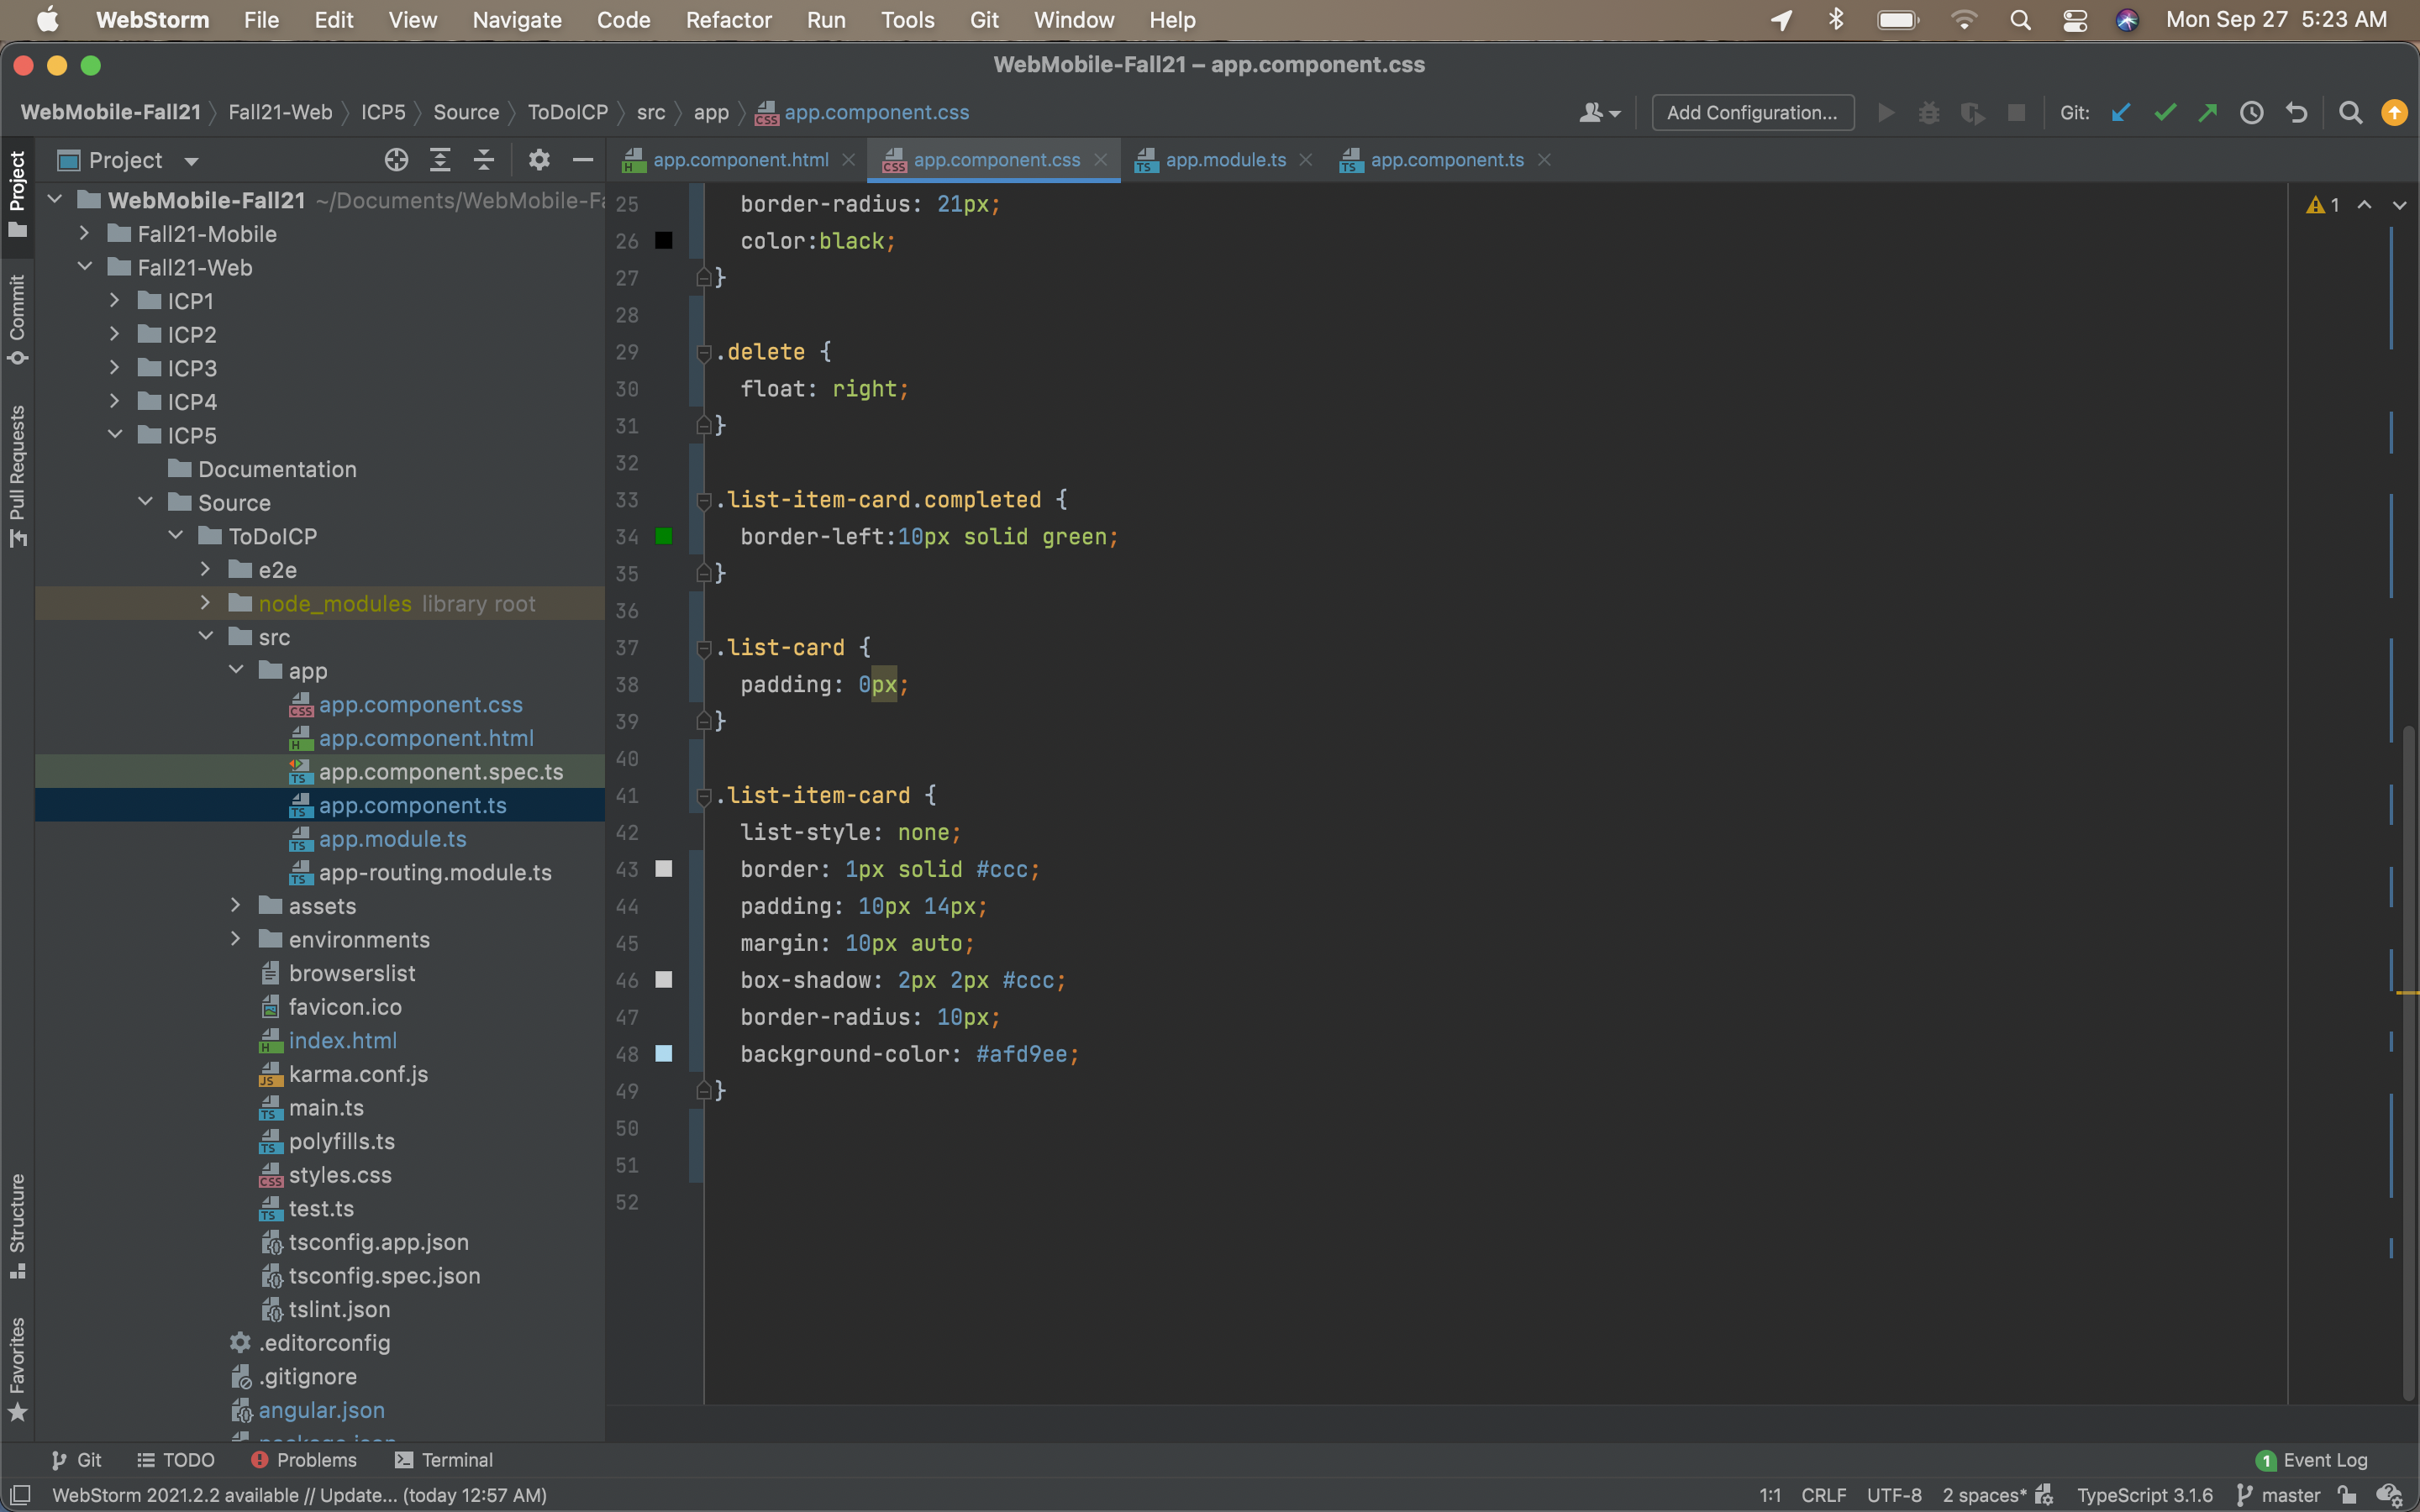 WebStorm File Edit View Navigate Code Refactor Run Tools Git Window Help Mon Sep 27 5:23 AM
WebMobile-Fall21 – app.component.css
WebMobile-Fall21 Fall21-Web ICP5 Source ToDoICP src app app.component.css Add Configuration... Git:
Project
app.component.html app.component.css app.module.ts app.component.ts
Project
Commit
Pull Requests
Structure
Favorites
WebMobile-Fall21 ~/Documents/WebMobile-Fa
Fall21-Mobile
Fall21-Web
ICP1
ICP2
ICP3
ICP4
ICP5
Documentation
Source
ToDoICP
e2e
node_modules library root
src
app
app.component.css
app.component.html
app.component.spec.ts
app.component.ts
app.module.ts
app-routing.module.ts
assets
environments
browserslist
favicon.ico
index.html
karma.conf.js
main.ts
polyfills.ts
styles.css
test.ts
tsconfig.app.json
tsconfig.spec.json
tslint.json
.editorconfig
.gitignore
angular.json
25 border-radius: 21px;
26 color:black;
27 }
28
29 .delete {
30 float: right;
31 }
32
33 .list-item-card.completed {
34 border-left:10px solid green;
35 }
36
37 .list-card {
38 padding: 0px;
39 }
40
41 .list-item-card {
42 list-style: none;
43 border: 1px solid #ccc;
44 padding: 10px 14px;
45 margin: 10px auto;
46 box-shadow: 2px 2px #ccc;
47 border-radius: 10px;
48 background-color: #afd9ee;
49 }
50
51
52
1
Git TODO Problems Terminal 1 Event Log
WebStorm 2021.2.2 available // Update... (today 12:57 AM) 1:1 CRLF UTF-8 2 spaces* TypeScript 3.1.6 master